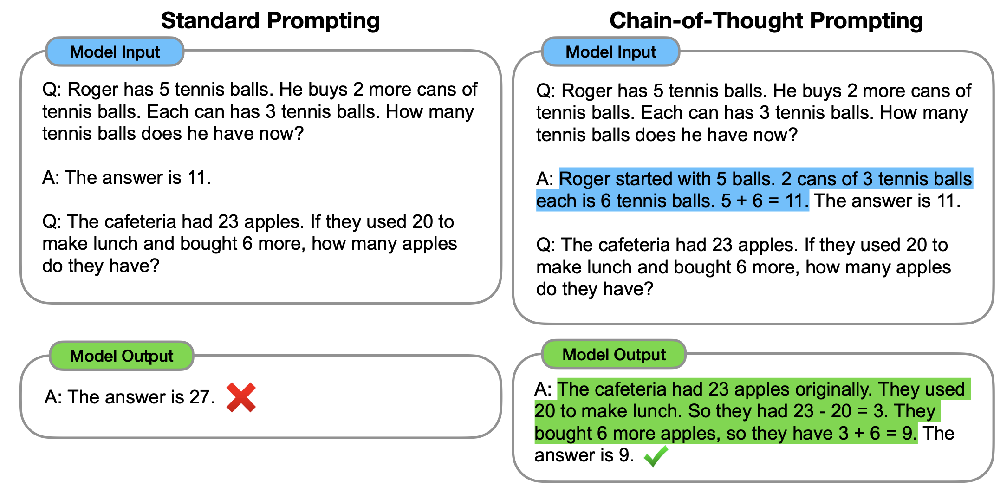 Standard Prompting
Model Input
Q: Roger has 5 tennis balls. He buys 2 more cans of
tennis balls. Each can has 3 tennis balls. How many
tennis balls does he have now?
A: The answer is 11.
Q: The cafeteria had 23 apples. If they used 20 to
make lunch and bought 6 more, how many apples
do they have?
Model Output
A: The answer is 27.
Chain-of-Thought Prompting
Model Input
Q: Roger has 5 tennis balls. He buys 2 more cans of
tennis balls. Each can has 3 tennis balls. How many
tennis balls does he have now?
A: Roger started with 5 balls. 2 cans of 3 tennis balls
each is 6 tennis balls. 5 + 6 = 11. The answer is 11.
Q: The cafeteria had 23 apples. If they used 20 to
make lunch and bought 6 more, how many apples
do they have?
Model Output
A: The cafeteria had 23 apples originally. They used
20 to make lunch. So they had 23 - 20 = 3. They
bought 6 more apples, so they have 3 + 6 = 9. The
answer is 9.